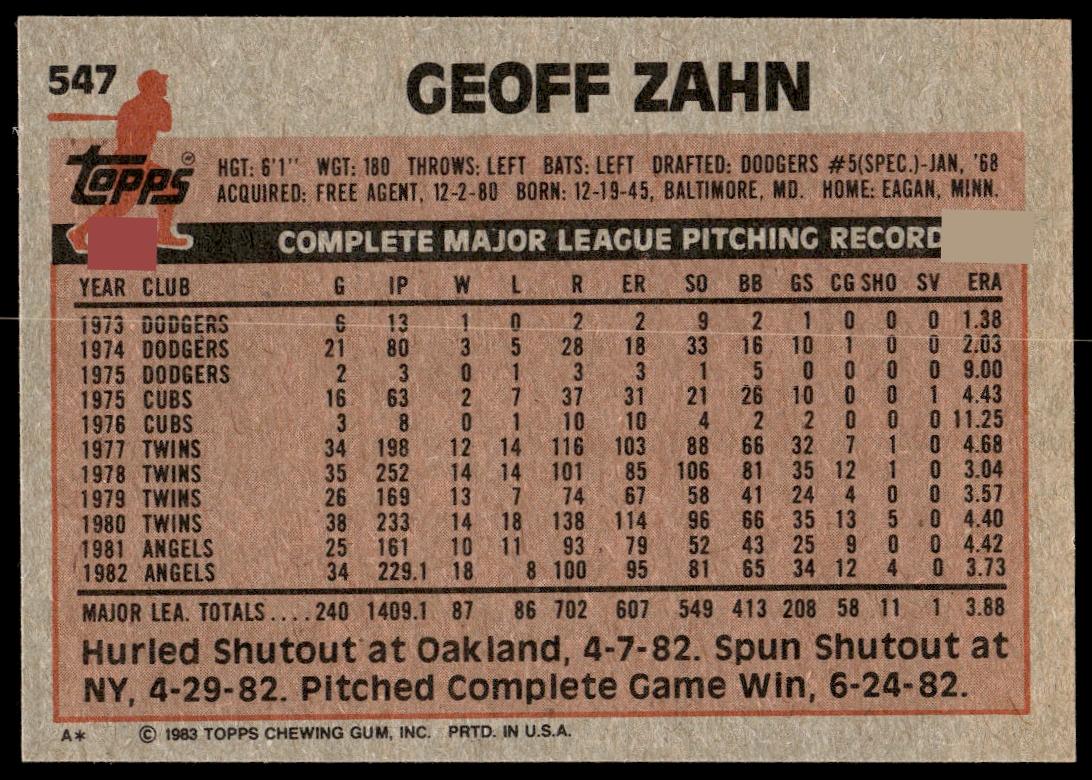 547
GEOFF ZAHN
topps®
HGT: 6'1" WGT: 180 THROWS: LEFT BATS: LEFT DRAFTED: DODGERS #5(SPEC.)-JAN, '68
ACQUIRED: FREE AGENT, 12-2-80 BORN: 12-19-45, BALTIMORE, MD. HOME: EAGAN, MINN.
COMPLETE MAJOR LEAGUE PITCHING RECORD
YEAR CLUB G IP W L R ER SO BB GS CG SHO SV ERA
1973 DODGERS 6 13 1 0 2 2 9 2 1 0 0 0 1.38
1974 DODGERS 21 80 3 5 28 18 33 16 10 1 0 0 2.03
1975 DODGERS 2 3 0 1 3 3 1 5 0 0 0 0 9.00
1975 CUBS 16 63 2 7 37 31 21 26 10 0 0 1 4.43
1976 CUBS 3 8 0 1 10 10 4 2 2 0 0 0 11.25
1977 TWINS 34 198 12 14 116 103 88 66 32 7 1 0 4.68
1978 TWINS 35 252 14 14 101 85 106 81 35 12 1 0 3.04
1979 TWINS 26 169 13 7 74 67 58 41 24 4 0 0 3.57
1980 TWINS 38 233 14 18 138 114 96 66 35 13 5 0 4.40
1981 ANGELS 25 161 10 11 93 79 52 43 25 9 0 0 4.42
1982 ANGELS 34 229.1 18 8 100 95 81 65 34 12 4 0 3.73
MAJOR LEA. TOTALS.... 240 1409.1 87 86 702 607 549 413 208 58 11 1 3.88
Hurled Shutout at Oakland, 4-7-82. Spun Shutout at
NY, 4-29-82. Pitched Complete Game Win, 6-24-82.
A* © 1983 TOPPS CHEWING GUM, INC. PRTD. IN U.S.A.